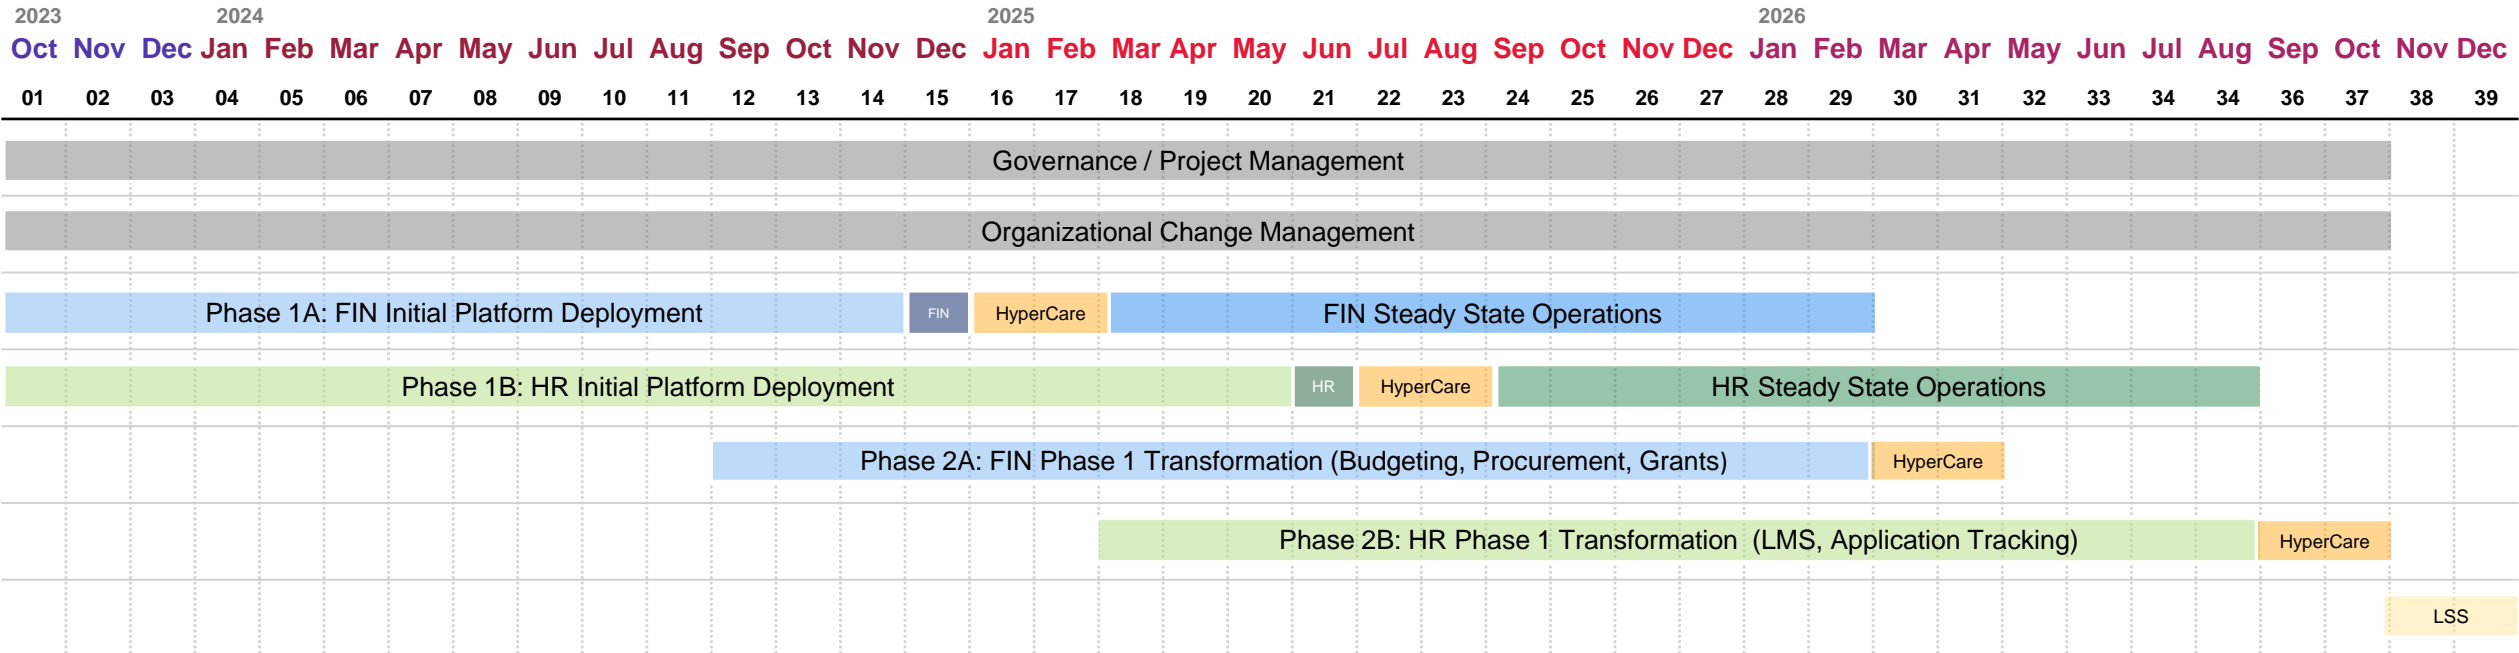 2023 2024 2025 2026
Oct Nov Dec Jan Feb Mar Apr May Jun Jul Aug Sep Oct Nov Dec Jan Feb Mar Apr May Jun Jul Aug Sep Oct Nov Dec Jan Feb Mar Apr May Jun Jul Aug Sep Oct Nov Dec
01 02 03 04 05 06 07 08 09 10 11 12 13 14 15 16 17 18 19 20 21 22 23 24 25 26 27 28 29 30 31 32 33 34 34 36 37 38 39
Governance / Project Management
Organizational Change Management
Phase 1A: FIN Initial Platform Deployment FIN HyperCare FIN Steady State Operations
Phase 1B: HR Initial Platform Deployment HR HyperCare HR Steady State Operations
Phase 2A: FIN Phase 1 Transformation (Budgeting, Procurement, Grants) HyperCare
Phase 2B: HR Phase 1 Transformation (LMS, Application Tracking) HyperCare
LSS